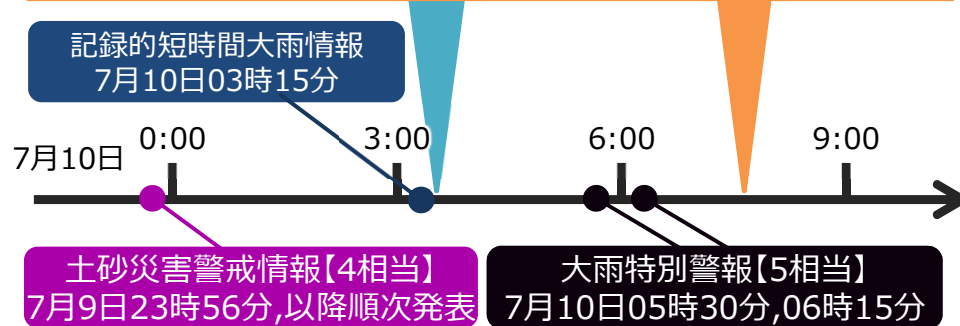 記録的短時間大雨情報
7月10日03時15分
7月10日
0:00
3:00
6:00
9:00
土砂災害警戒情報【4相当】
7月9日23時56分,以降順次発表
大雨特別警報【5相当】
7月10日05時30分,06時15分